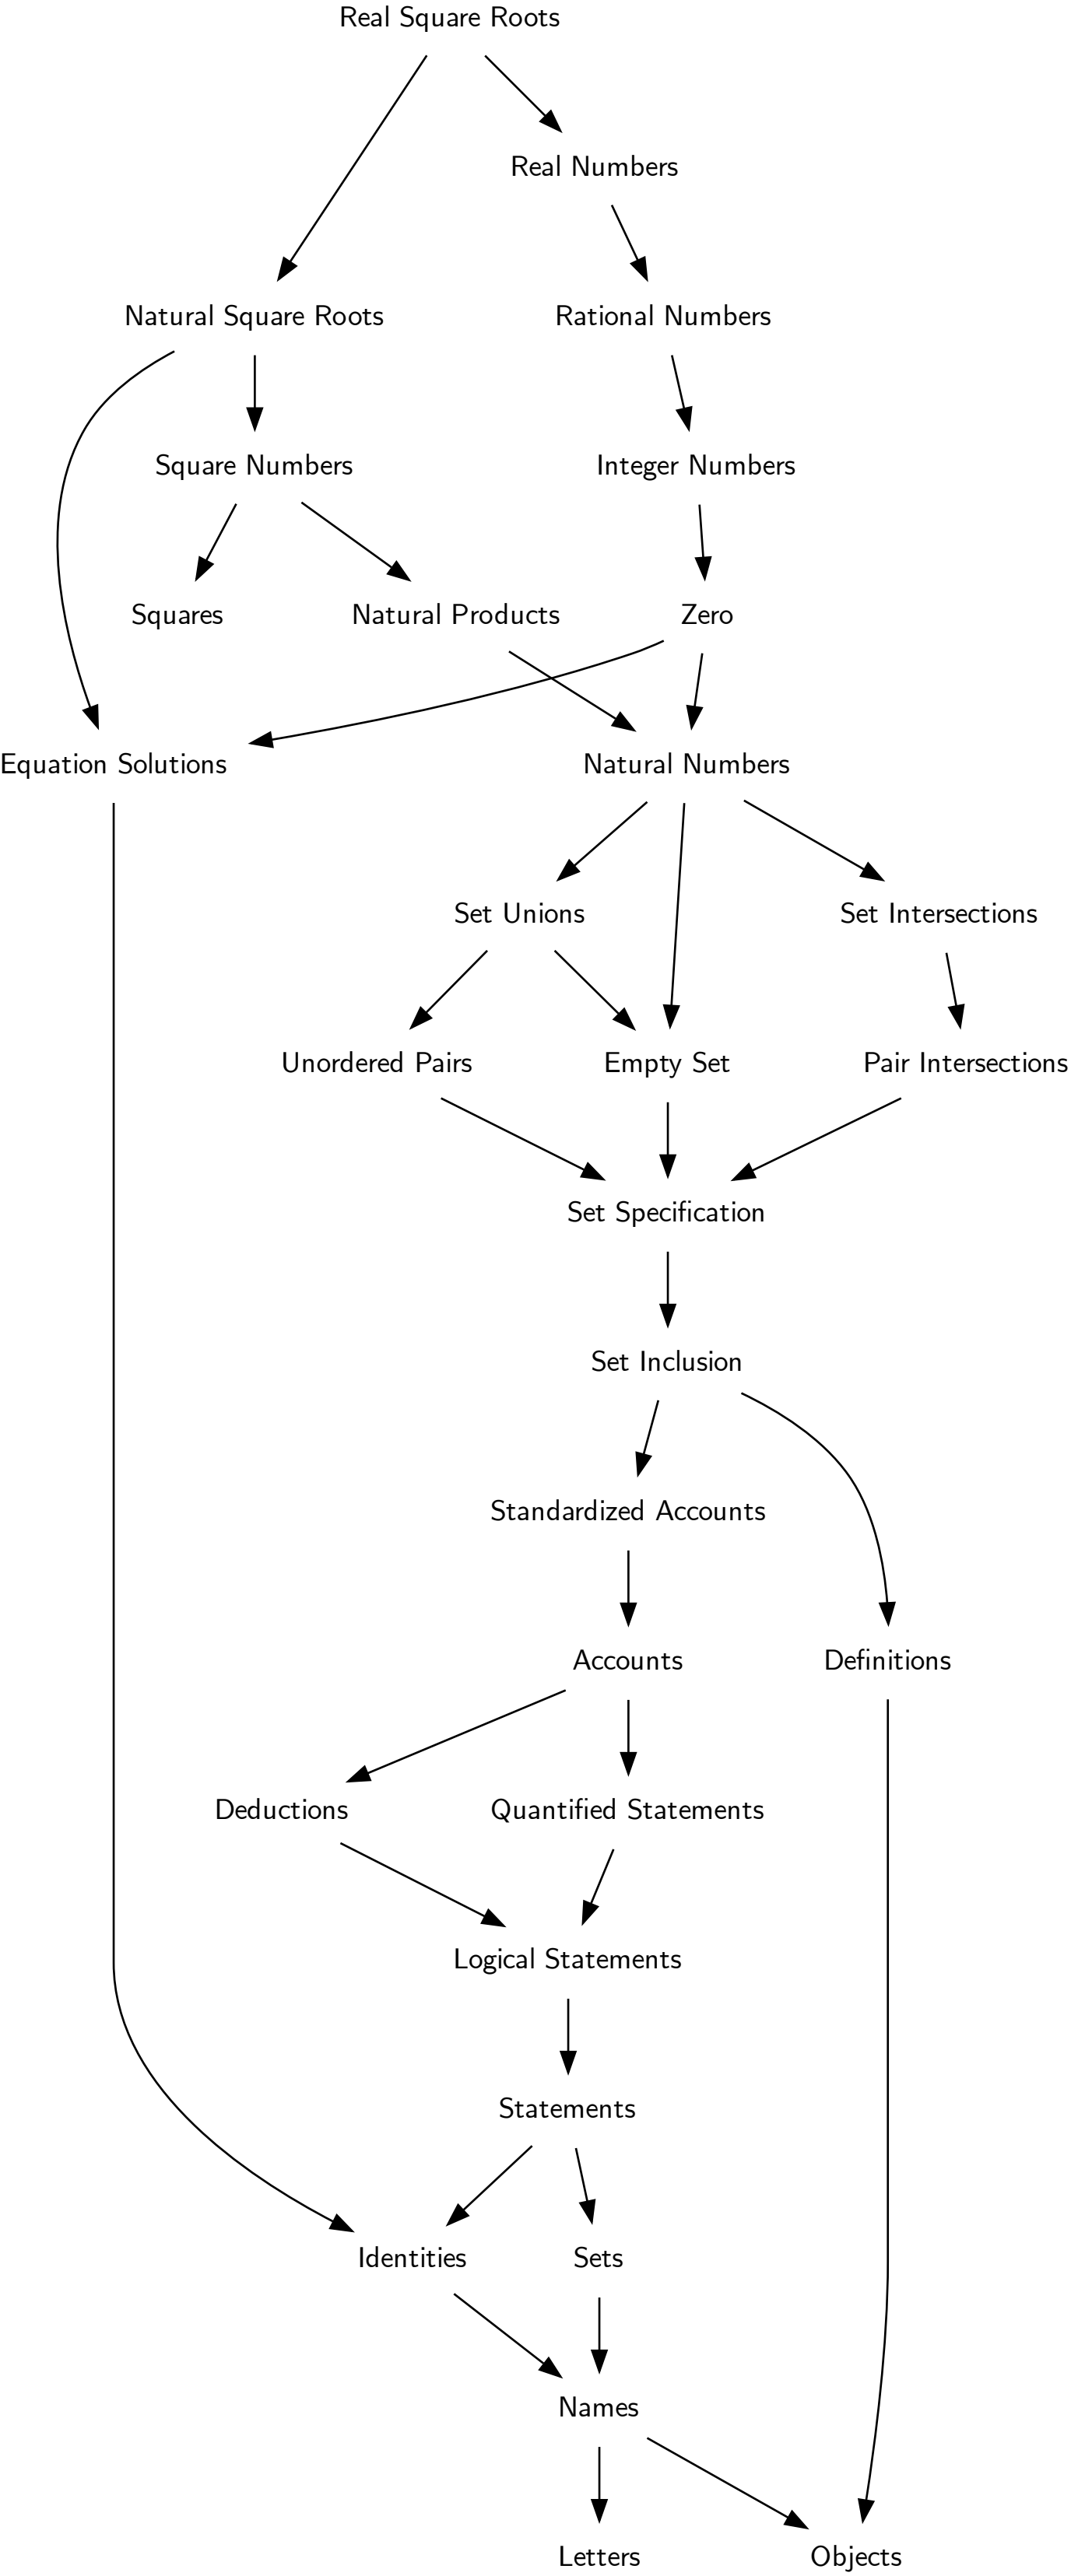 Real Square Roots
Real Numbers
Natural Square Roots
Rational Numbers
Square Numbers
Integer Numbers
Squares
Natural Products
Zero
Equation Solutions
Natural Numbers
Set Unions
Set Intersections
Unordered Pairs
Empty Set
Pair Intersections
Set Specification
Set Inclusion
Standardized Accounts
Accounts
Definitions
Deductions
Quantified Statements
Logical Statements
Statements
Identities
Sets
Names
Letters
Objects